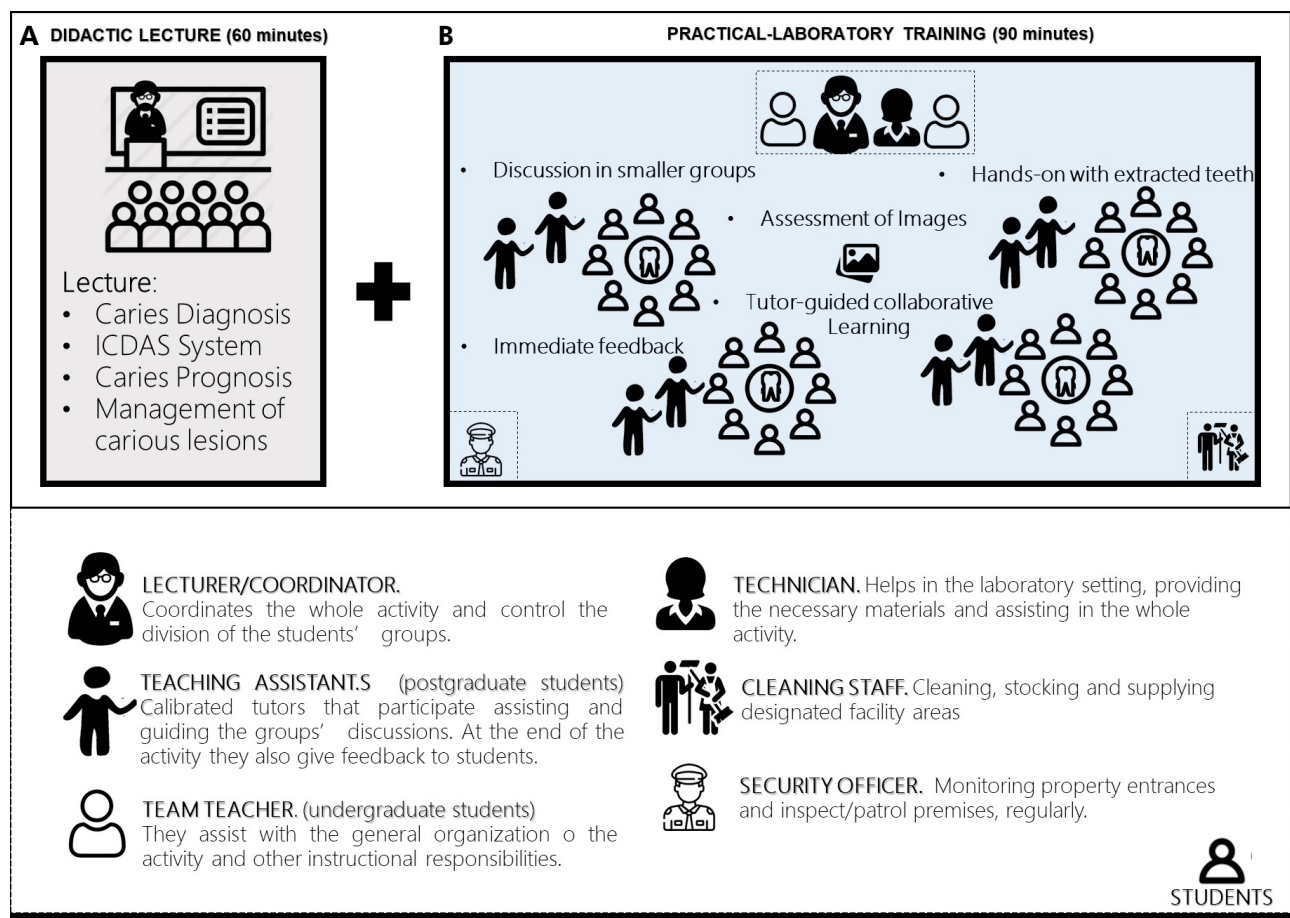 A DIDACTIC LECTURE (60 minutes)
Lecture:
• Caries Diagnosis
• ICDAS System
• Caries Prognosis
• Management of
carious lesions
B PRACTICAL-LABORATORY TRAINING (90 minutes)
• Discussion in smaller groups
• Hands-on with extracted teeth
• Assessment of Images
• Tutor-guided collaborative
Learning
• Immediate feedback
LECTURER/COORDINATOR.
Coordinates the whole activity and control the
division of the students' groups.
TEACHING ASSISTANT.S (postgraduate students)
Calibrated tutors that participate assisting and
guiding the groups' discussions. At the end of the
activity they also give feedback to students.
TEAM TEACHER. (undergraduate students)
They assist with the general organization o the
activity and other instructional responsibilities.
TECHNICIAN. Helps in the laboratory setting, providing
the necessary materials and assisting in the whole
activity.
CLEANING STAFF. Cleaning, stocking and supplying
designated facility areas
SECURITY OFFICER. Monitoring property entrances
and inspect/patrol premises, regularly.
STUDENTS